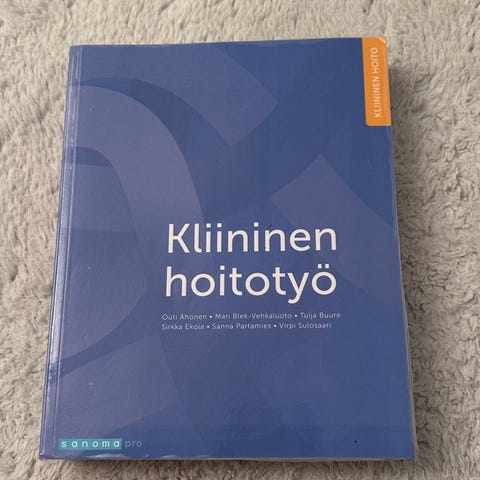 KLIININEN HOITO
Kliininen
hoitotyö
Outi Ahonen • Mari Blek-Vehkaluoto • Tuija Buure
Sirkka Ekola • Sanna Partamies • Virpi Sulosaari
sanoma pro